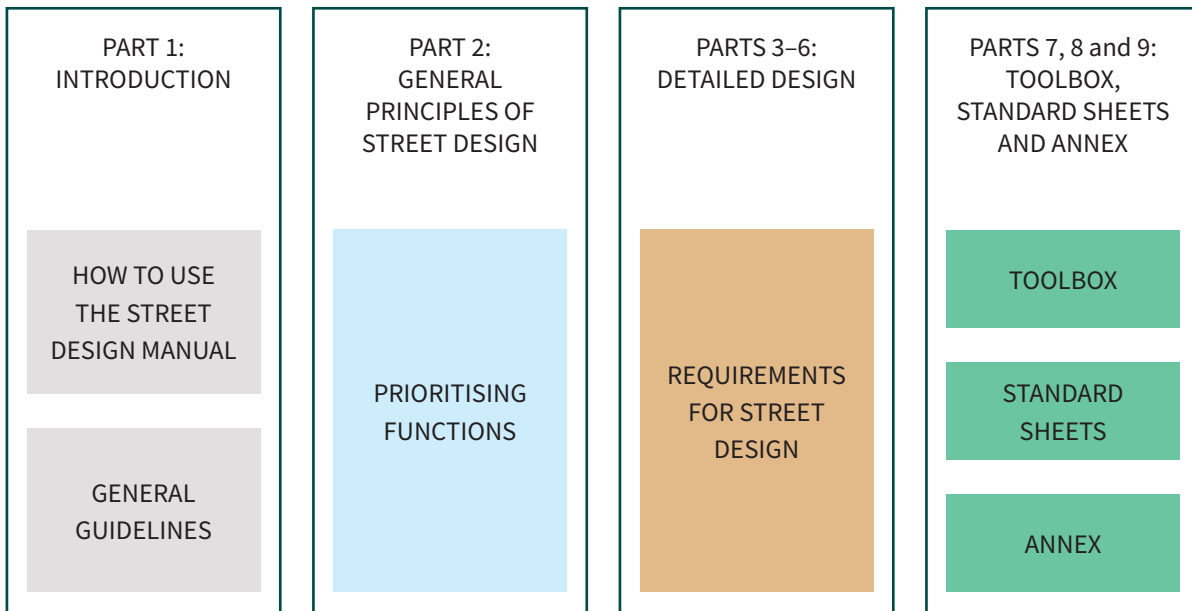 PART 1:
INTRODUCTION
HOW TO USE
THE STREET
DESIGN MANUAL
GENERAL
GUIDELINES
PART 2:
GENERAL
PRINCIPLES OF
STREET DESIGN
PRIORITISING
FUNCTIONS
PARTS 3–6:
DETAILED DESIGN
REQUIREMENTS
FOR STREET
DESIGN
PARTS 7, 8 and 9:
TOOLBOX,
STANDARD SHEETS
AND ANNEX
TOOLBOX
STANDARD
SHEETS
ANNEX